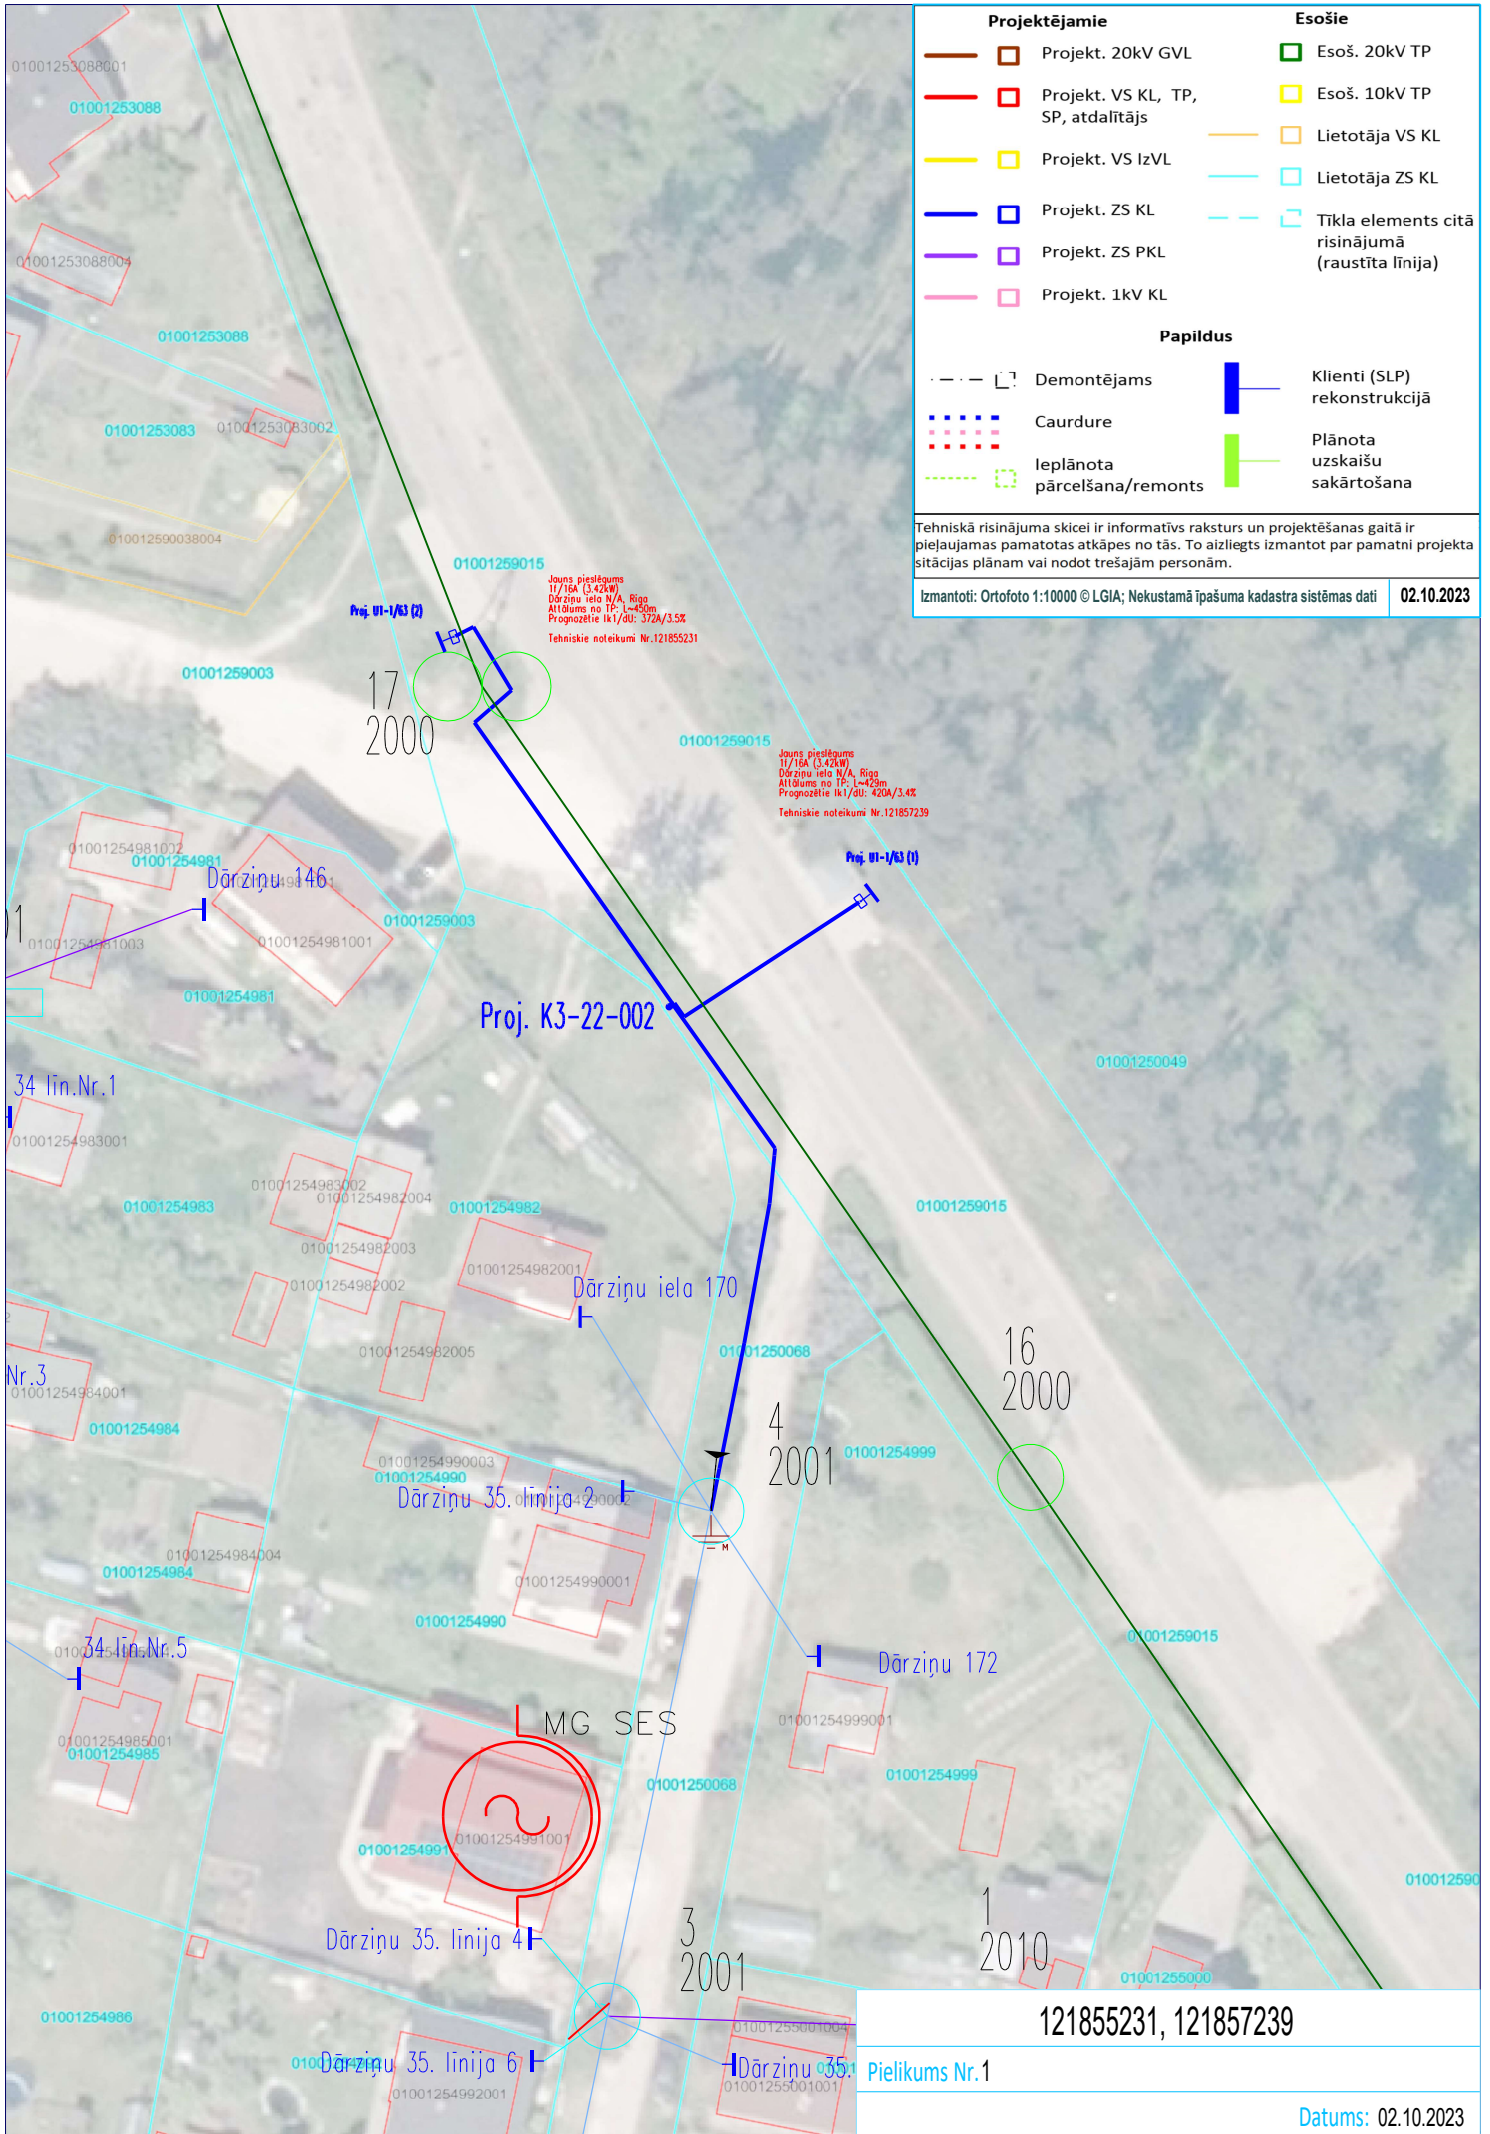 Projektējamie
Projekt. 20kV GVL
Projekt. VS KL, TP,
SP, atdalītājs
Projekt. VS IzVL
Projekt. ZS KL
Projekt. ZS PKL
Projekt. 1kV KL
Esošie
Esoš. 20kV TP
Esoš. 10kV TP
Lietotāja VS KL
Lietotāja ZS KL
Tīkla elements citā
risinājumā
(raustīta līnija)
Papildus
Demontējams
Caurdure
Ieplānota
pārcelšana/remonts
Klienti (SLP)
rekonstrukcijā
Plānota
uzskaišu
sakārtošana
Tehniskā risinājuma skicei ir informatīvs raksturs un projektēšanas gaitā ir
pieļaujamas pamatotas atkāpes no tās. To aizliegts izmantot par pamatni projekta
sitācijas plānam vai nodot trešajām personām.
Izmantoti: Ortofoto 1:10000 © LGIA; Nekustamā īpašuma kadastra sistēmas dati
02.10.2023
01001253088001
01001253088
01001253088004
01001253088
01001253083
01001253083002
010012590038004
01001259015
Jauns pieslēgums
1f/16A (3.42kW)
Dārziņu iela N/A, Rīga
Attālums no TP: L~450m
Prognozētie Ik1/dU: 372A/3.5%
Tehniskie noteikumi Nr.121855231
Proj. U1-1/63 (2)
01001259003
17
2000
01001259015
Jauns pieslēgums
1f/16A (3.42kW)
Dārziņu iela N/A, Rīga
Attālums no TP: L~429m
Prognozētie Ik1/dU: 420A/3.4%
Tehniskie noteikumi Nr.121857239
Proj. U1-1/63 (1)
01001254981002
01001254981
Dārziņu 146
01001259003
01001254981003
01001254981001
01001254981
Proj. K3-22-002
01001250049
34 līn.Nr.1
01001254983001
01001254983002
01001254982004
01001254983
01001254982
01001259015
01001254982003
01001254982001
01001254982002
Dārziņu iela 170
01001254982005
01001250068
16
2000
Nr.3
01001254984001
01001254984
4
2001
01001254999
01001254990003
01001254990
Dārziņu 35. līnija 2
01001254990002
M
01001254984004
01001254984
01001254990001
01001254990
01001259015
34 līn.Nr.5
Dārziņu 172
01001254985001
01001254985
MG SES
01001254999001
01001254999
01001250068
01001254991
01001254991001
010012590
Dārziņu 35. līnija 4
3
2001
1
2010
01001255000
01001254986
01001255001004
Dārziņu 35. līnija 6
Dārziņu 35.
01001254992001
01001255001001
121855231, 121857239
Pielikums Nr.1
Datums: 02.10.2023